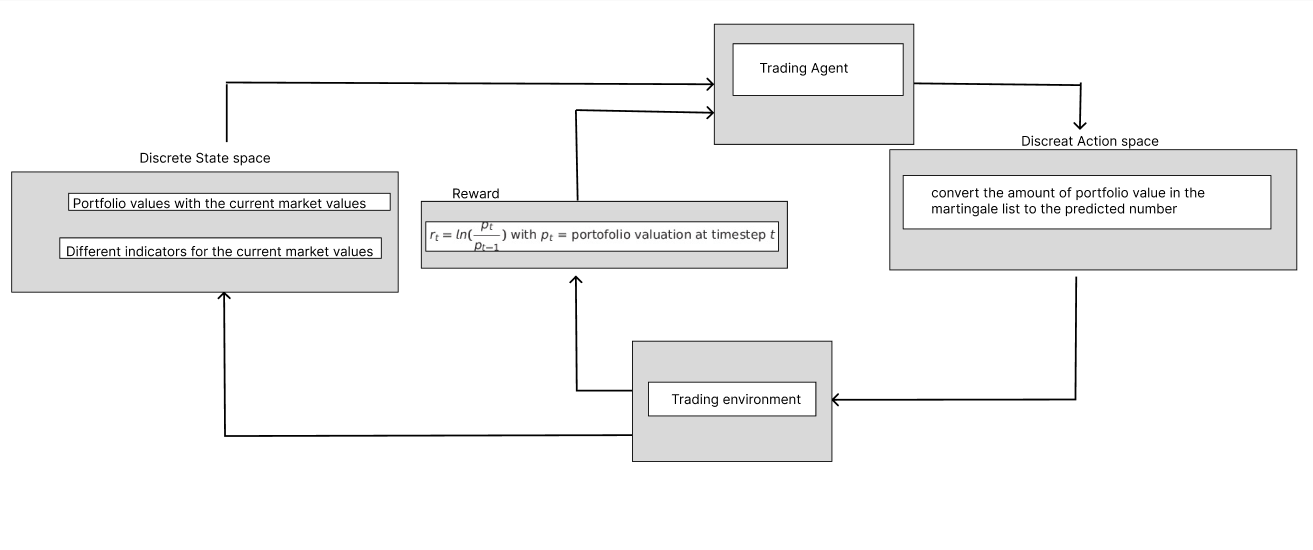 Trading Agent
Discreat Action space
Discrete State space
convert the amount of portfolio value in the
martingale list to the predicted number
Reward
Portfolio values with the current market values
r_t = ln(p_t/p_{t-1}) with p_t = portofolio valuation at timestep t
Different indicators for the current market values
Trading environment